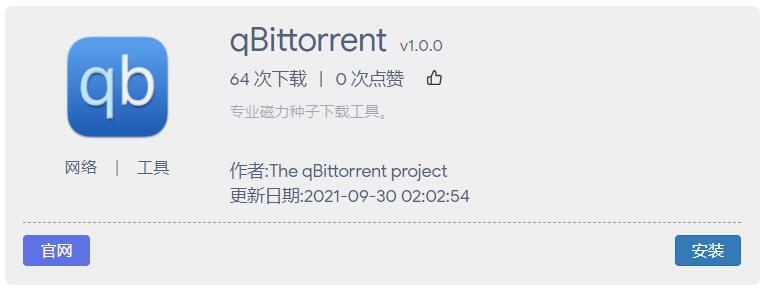 qb
qBittorrent v1.0.0
64 次下载 | 0 次点赞
专业磁力种子下载工具。
网络 | 工具
作者:The qBittorrent project
更新日期:2021-09-30 02:02:54
官网
安装